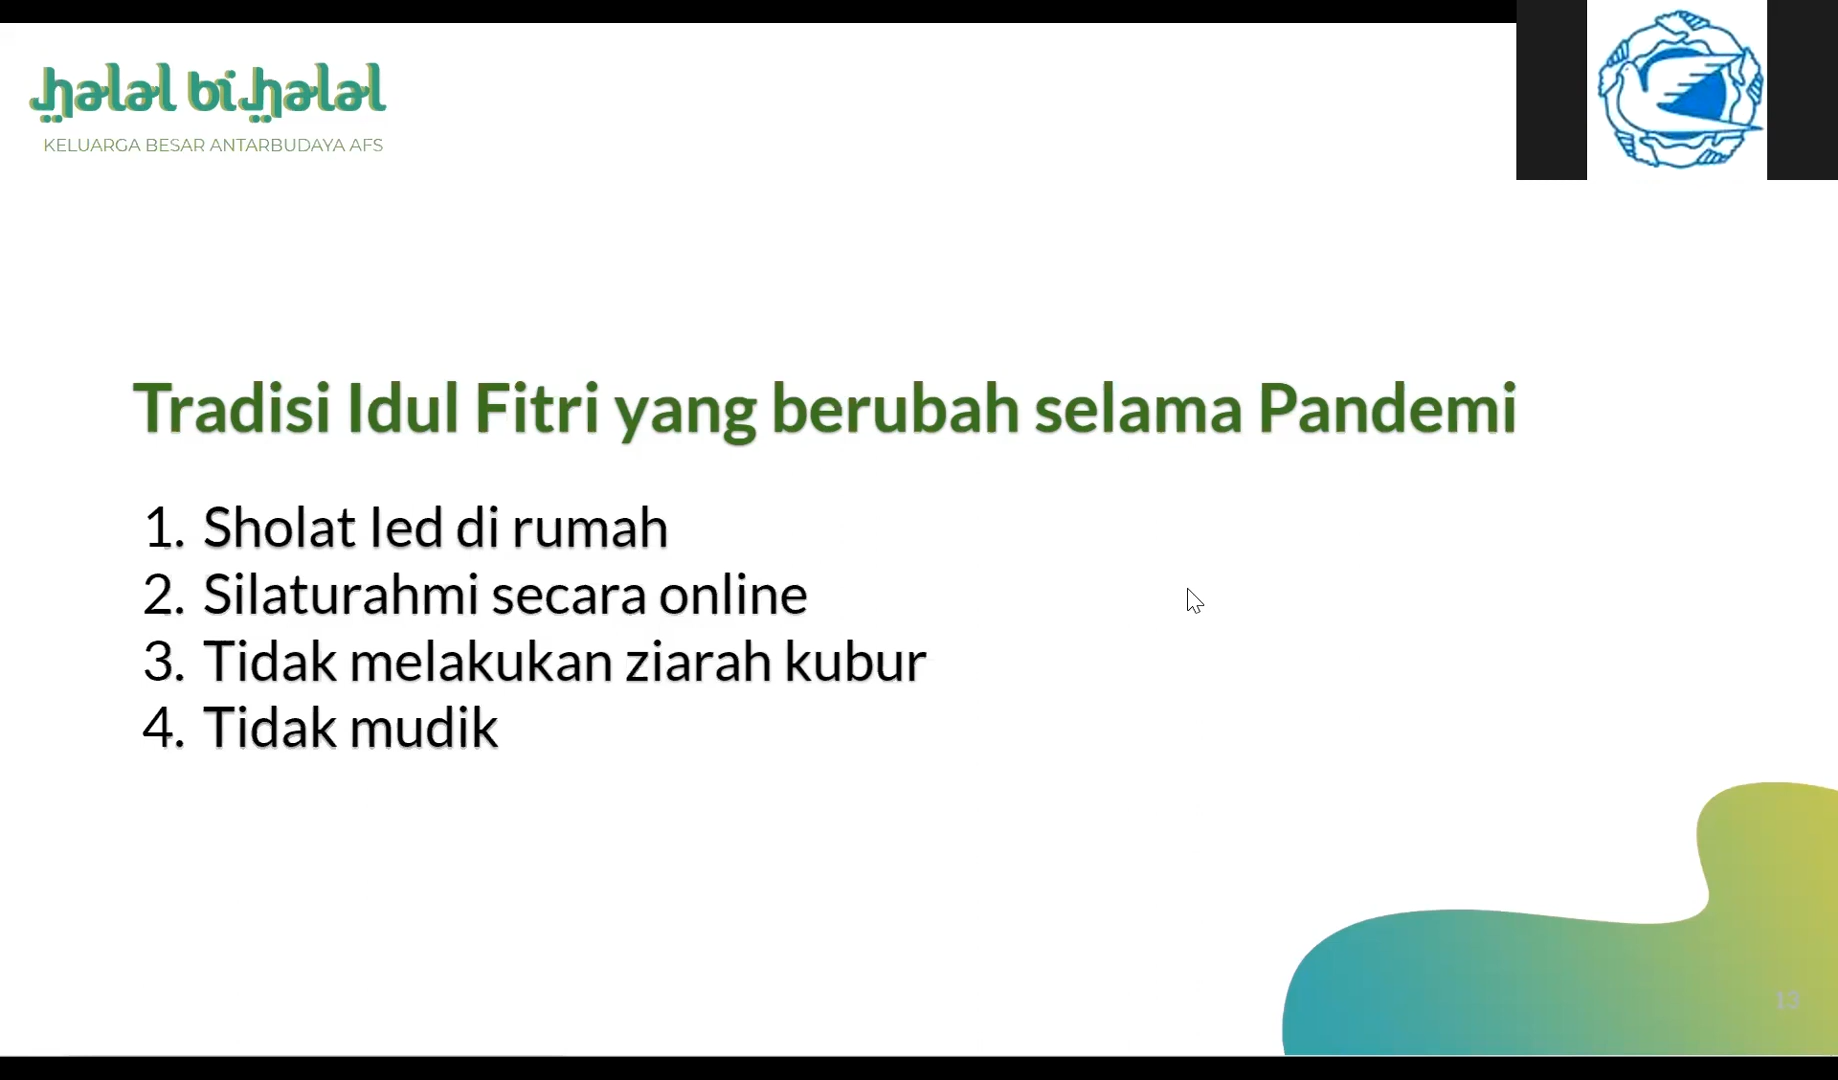 halal bi halal
KELUARGA BESAR ANTARBUDAYA AFS
Tradisi Idul Fitri yang berubah selama Pandemi
1. Sholat Ied di rumah
2. Silaturahmi secara online
3. Tidak melakukan ziarah kubur
4. Tidak mudik
13